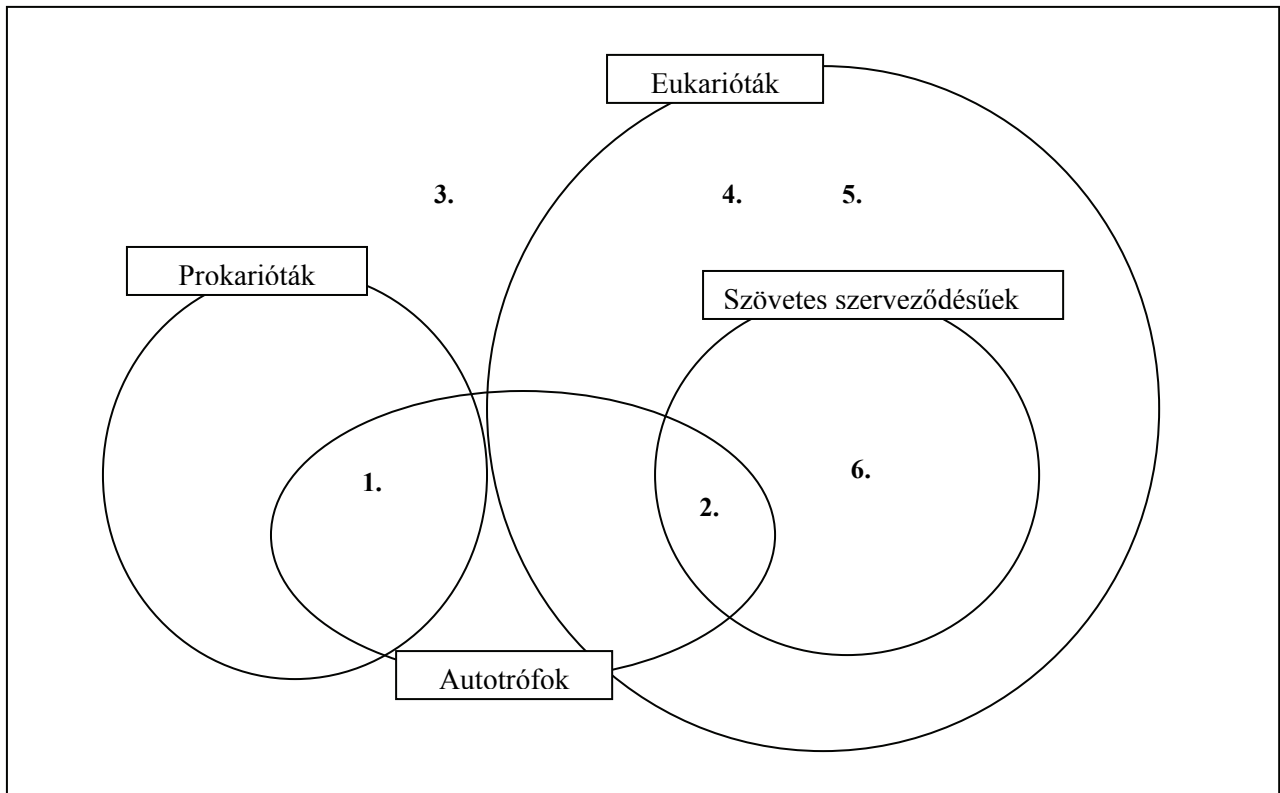 Eukarióták
3.
4.
5.
Prokarióták
Szövetes szerveződésűek
1.
6.
2.
Autotrófok